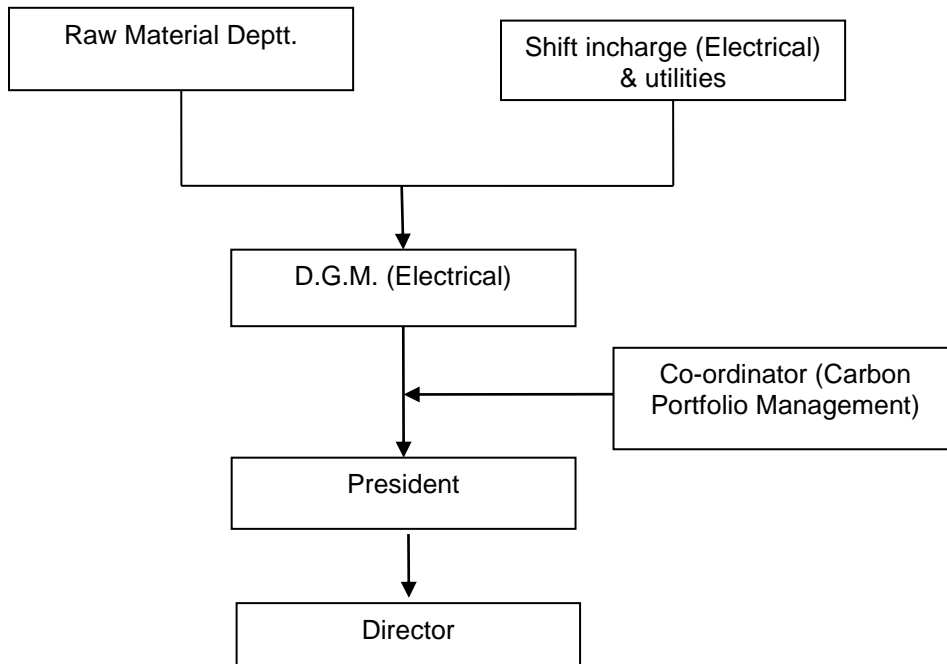 Raw Material Deptt.
Shift incharge (Electrical)
& utilities
D.G.M. (Electrical)
Co-ordinator (Carbon
Portfolio Management)
President
Director